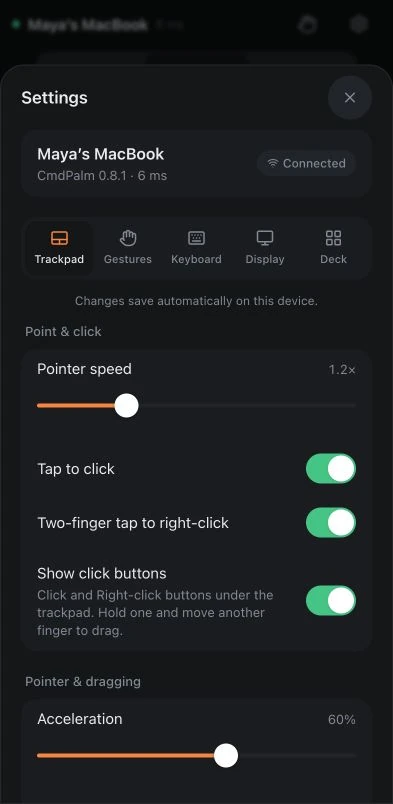 Maya's MacBook
Settings
Maya's MacBook
CmdPalm 0.8.1 · 6 ms
Connected
Trackpad
Gestures
Keyboard
Display
Deck
Changes save automatically on this device.
Point & click
Pointer speed
1.2×
Tap to click
Two-finger tap to right-click
Show click buttons
Click and Right-click buttons under the
trackpad. Hold one and move another
finger to drag.
Pointer & dragging
Acceleration
60%